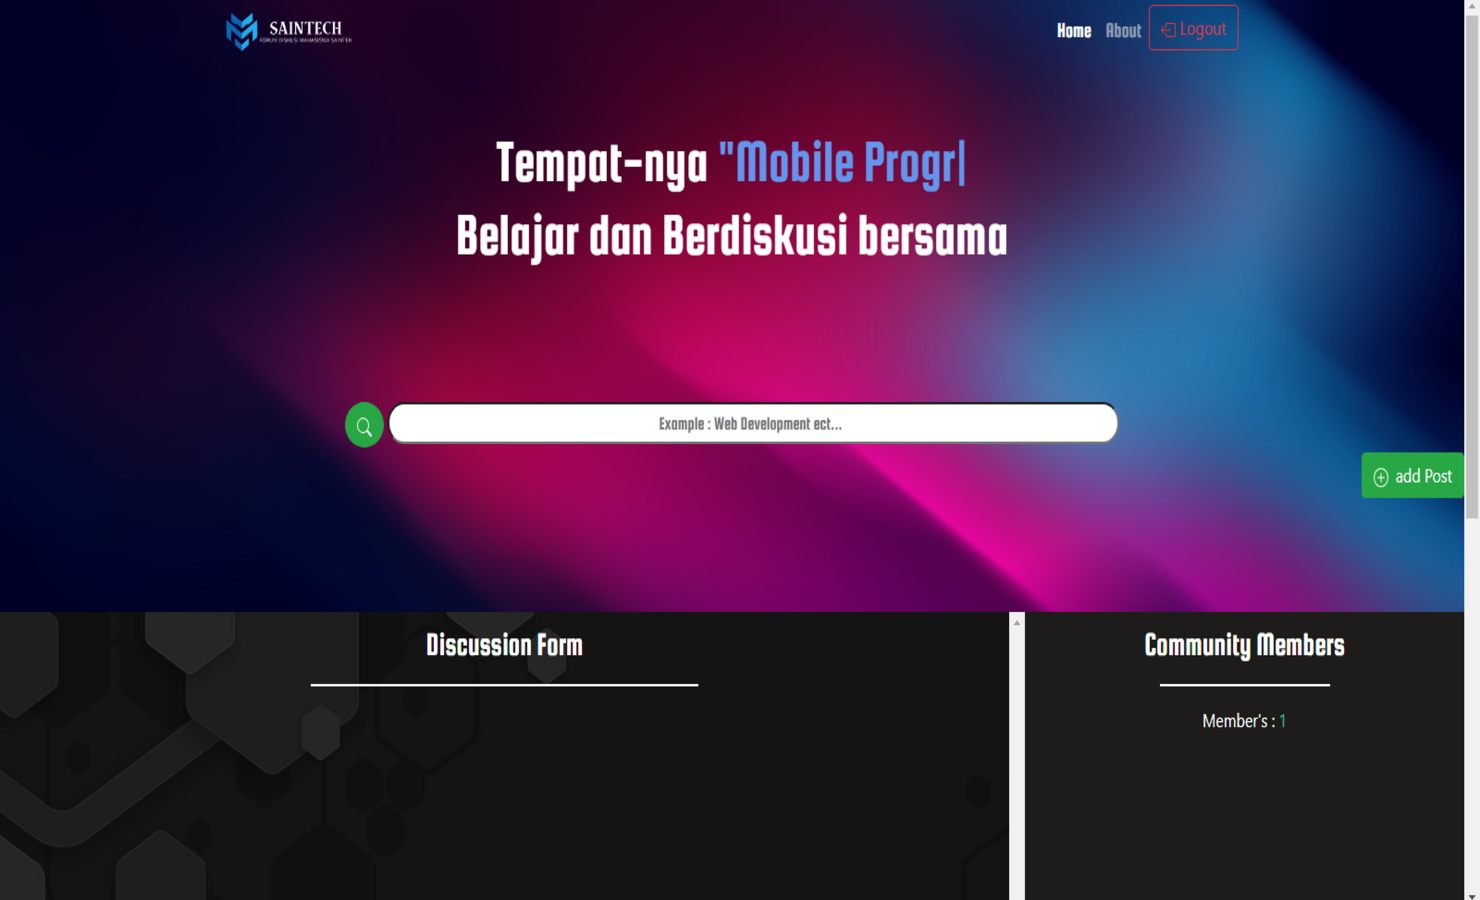 SAINTECH
FORUM DISKUSI MAHASISWA SAINTEK
Home
About
Logout
Tempat-nya "Mobile Progr|
Belajar dan Berdiskusi bersama
Example : Web Development ect...
add Post
Discussion Form
Community Members
Member's : 1